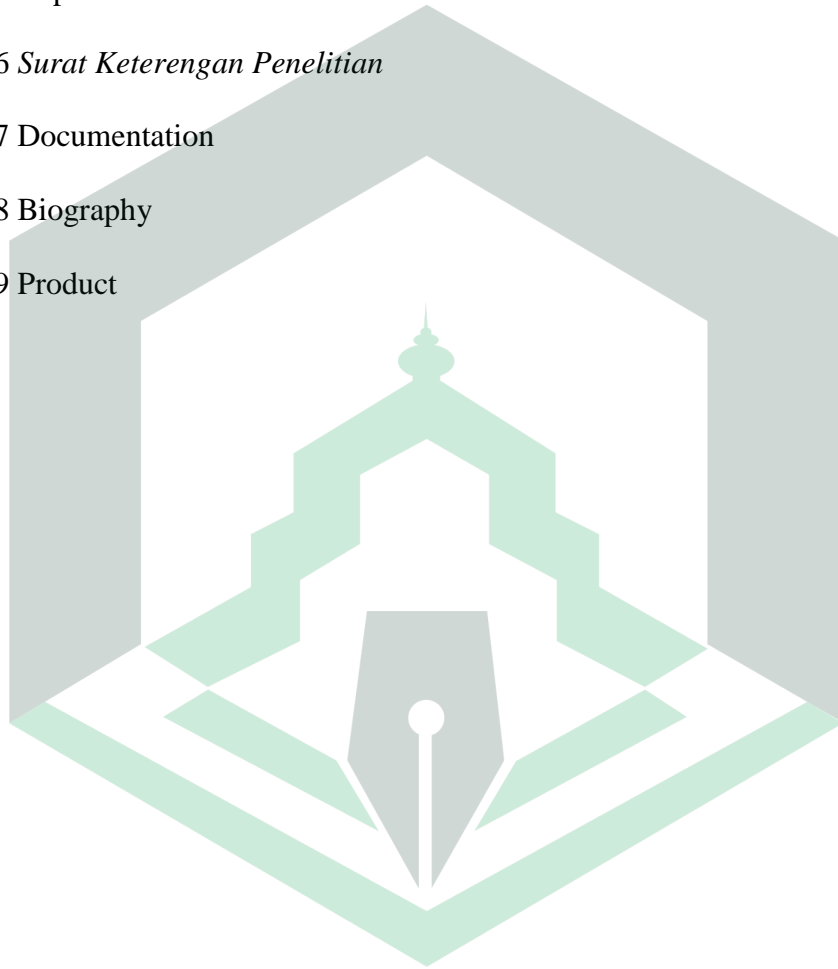 6 Surat Keterengan Penelitian
7 Documentation
8 Biography
9 Product